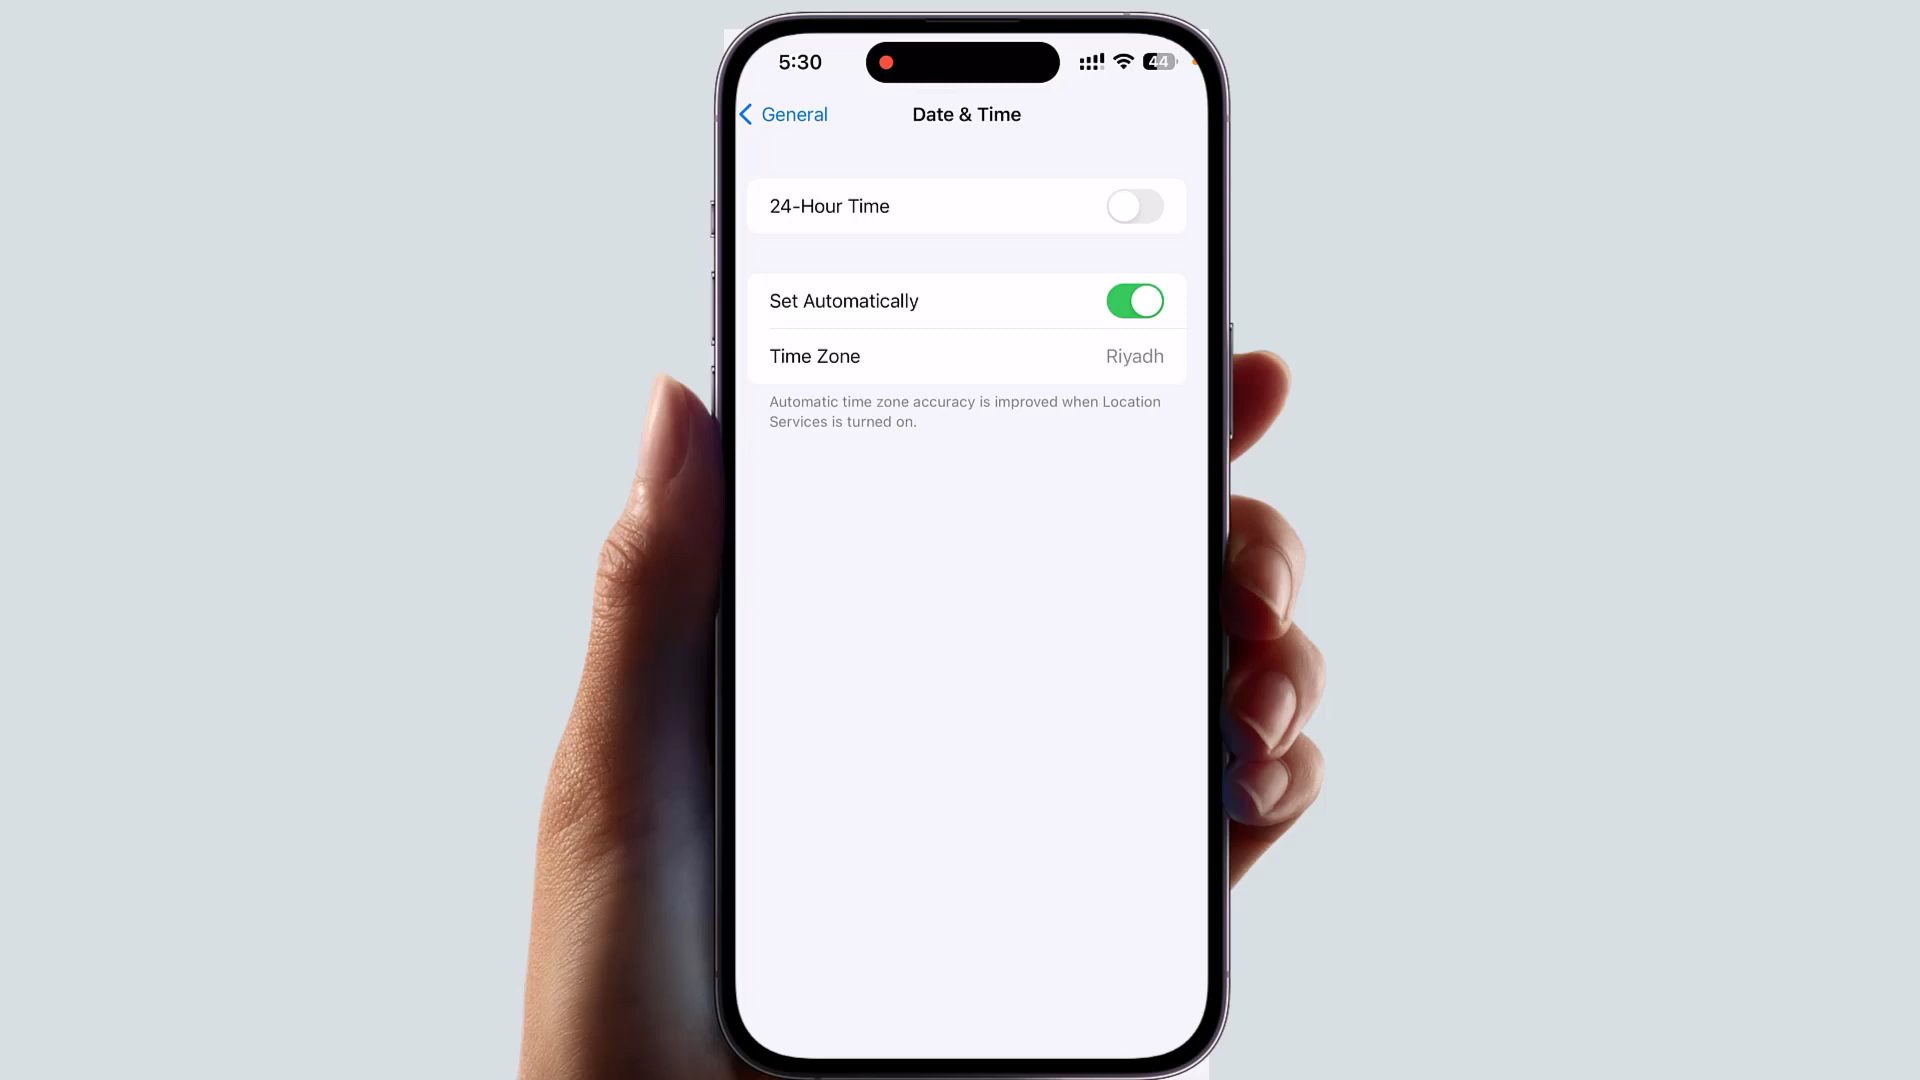 5:30
44
General
Date & Time
24-Hour Time
Set Automatically
Time Zone
Riyadh
Automatic time zone accuracy is improved when Location
Services is turned on.